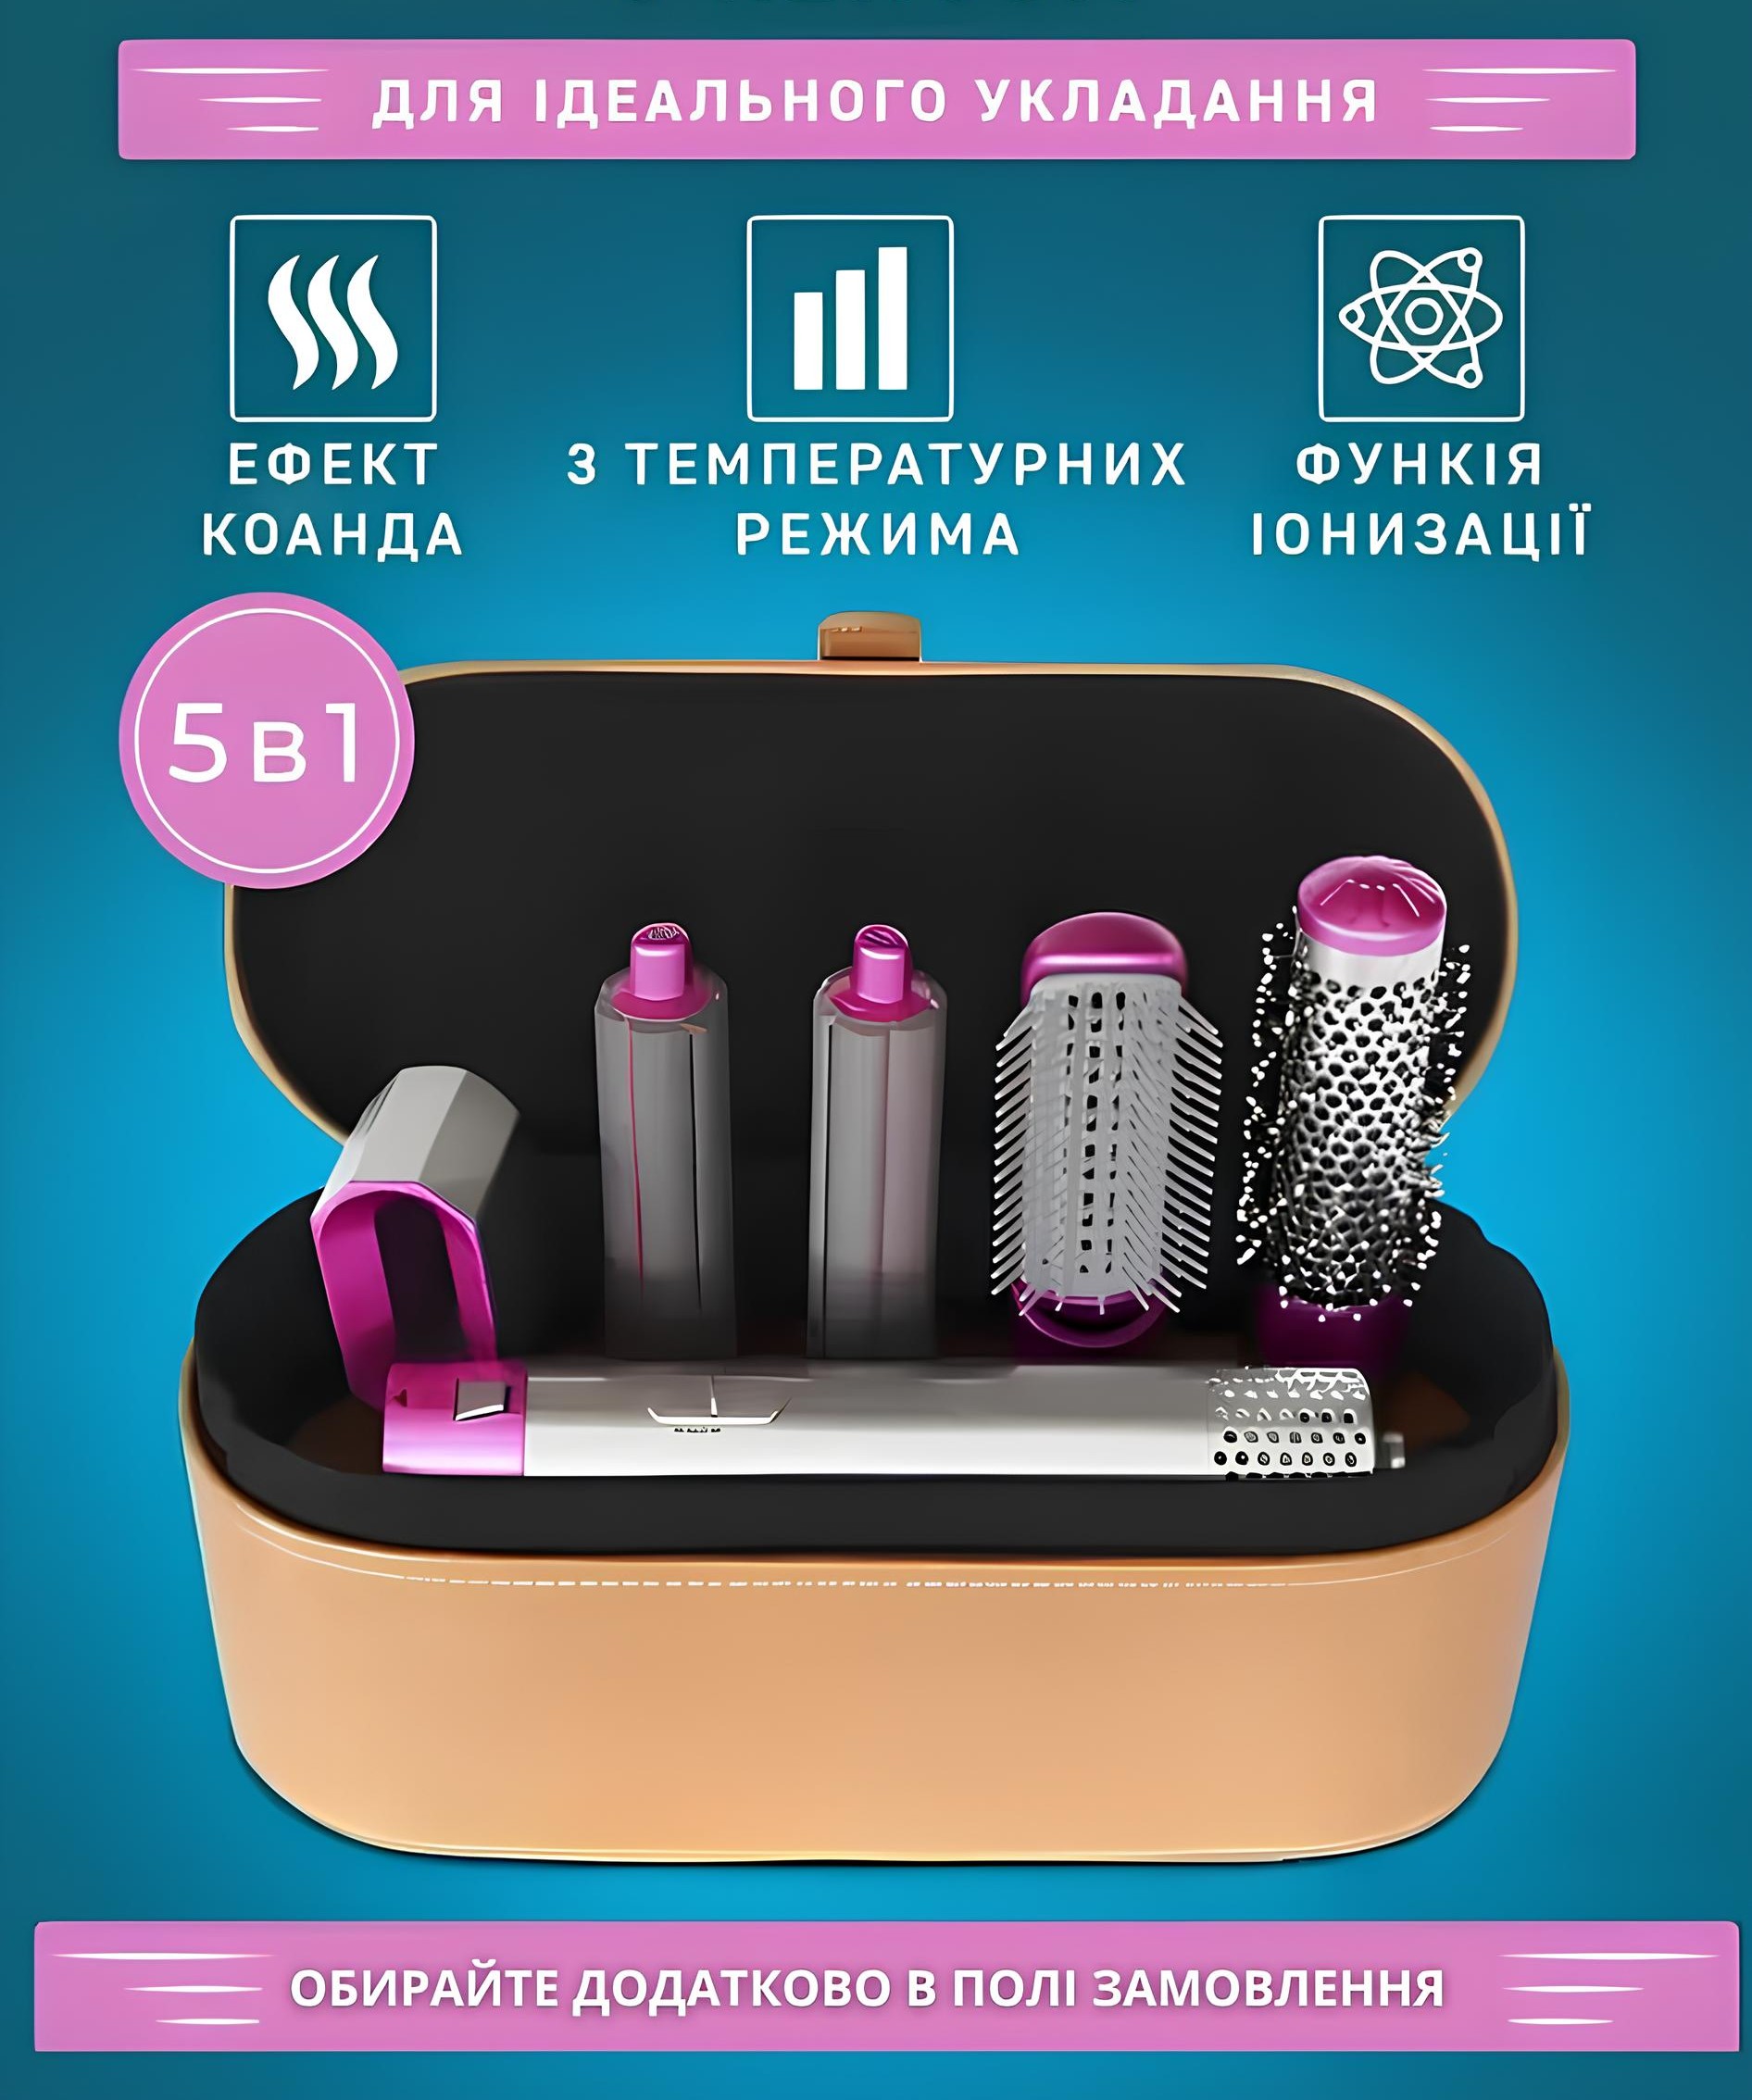 ДЛЯ ІДЕАЛЬНОГО УКЛАДАННЯ
ЕФЕКТ
КОАНДА
3 ТЕМПЕРАТУРНИХ
РЕЖИМА
ФУНКІЯ
ІОНИЗАЦІЇ
5в1
ОБИРАЙТЕ ДОДАТКОВО В ПОЛІ ЗАМОВЛЕННЯ